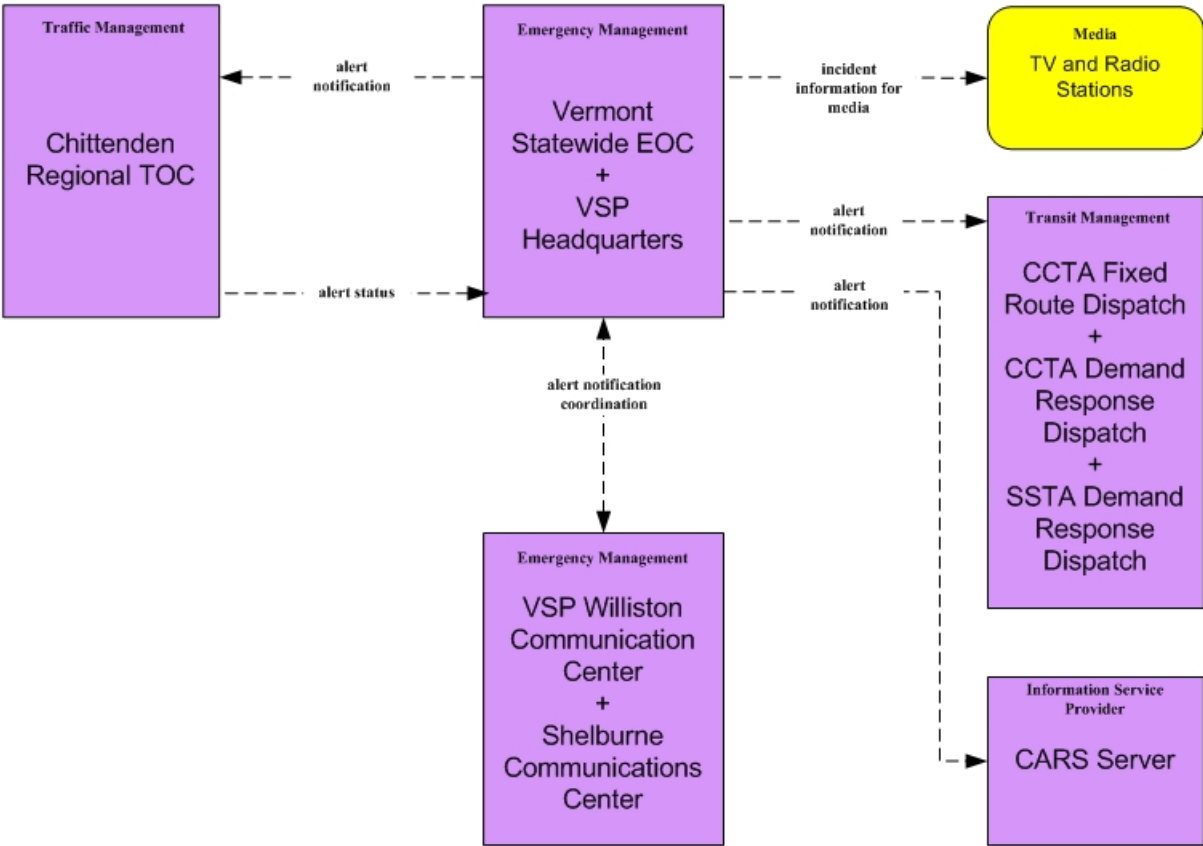 Traffic Management
Chittenden
Regional TOC
alert
notification
alert status
Emergency Management
Vermont
Statewide EOC
+
VSP
Headquarters
incident
information for
media
Media
TV and Radio
Stations
alert
notification
alert
notification
Transit Management
CCTA Fixed
Route Dispatch
+
CCTA Demand
Response
Dispatch
+
SSTA Demand
Response
Dispatch
alert notification
coordination
Emergency Management
VSP Williston
Communication
Center
+
Shelburne
Communications
Center
Information Service
Provider
CARS Server